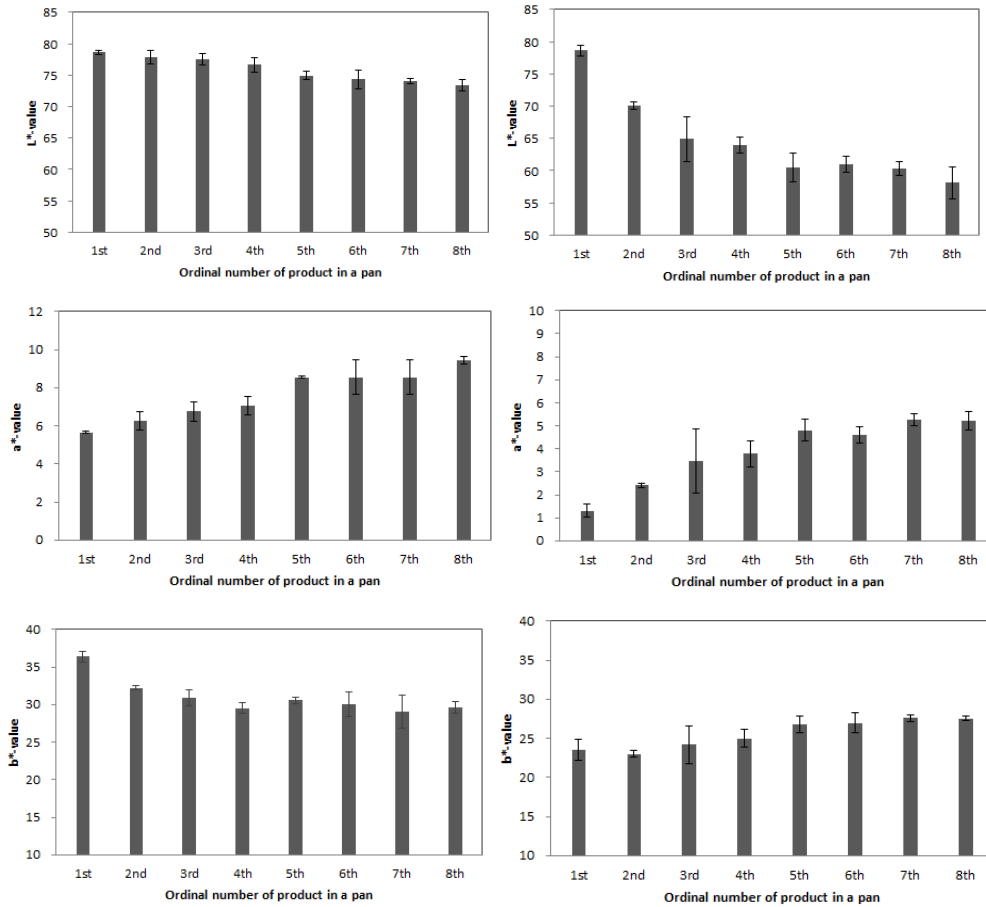 85
80
75
70
65
60
55
50
L*-value
1st 2nd 3rd 4th 5th 6th 7th 8th
Ordinal number of product in a pan
85
80
75
70
65
60
55
50
L*-value
1st 2nd 3rd 4th 5th 6th 7th 8th
Ordinal number of product in a pan
12
10
8
6
4
2
0
a*-value
1st 2nd 3rd 4th 5th 6th 7th 8th
Ordinal number of product in a pan
10
9
8
7
6
5
4
3
2
1
0
a*-value
1st 2nd 3rd 4th 5th 6th 7th 8th
Ordinal number of product in a pan
40
35
30
25
20
15
10
b*-value
1st 2nd 3rd 4th 5th 6th 7th 8th
Ordinal number of product in a pan
40
35
30
25
20
15
10
b*-value
1st 2nd 3rd 4th 5th 6th 7th 8th
Ordinal number of product in a pan